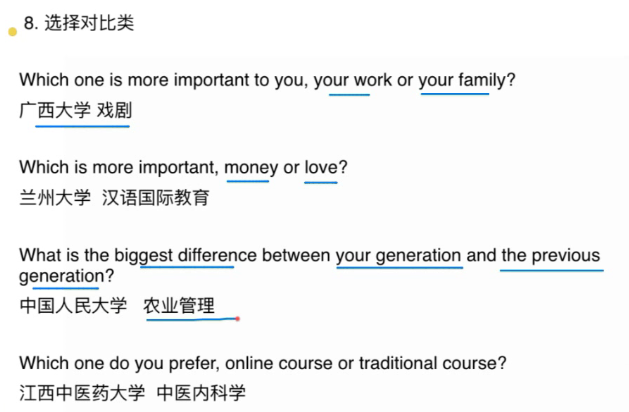 8. 选择对比类
Which one is more important to you, your work or your family?
广西大学 戏剧
Which is more important, money or love?
兰州大学 汉语国际教育
What is the biggest difference between your generation and the previous
generation?
中国人民大学 农业管理
Which one do you prefer, online course or traditional course?
江西中医药大学 中医内科学